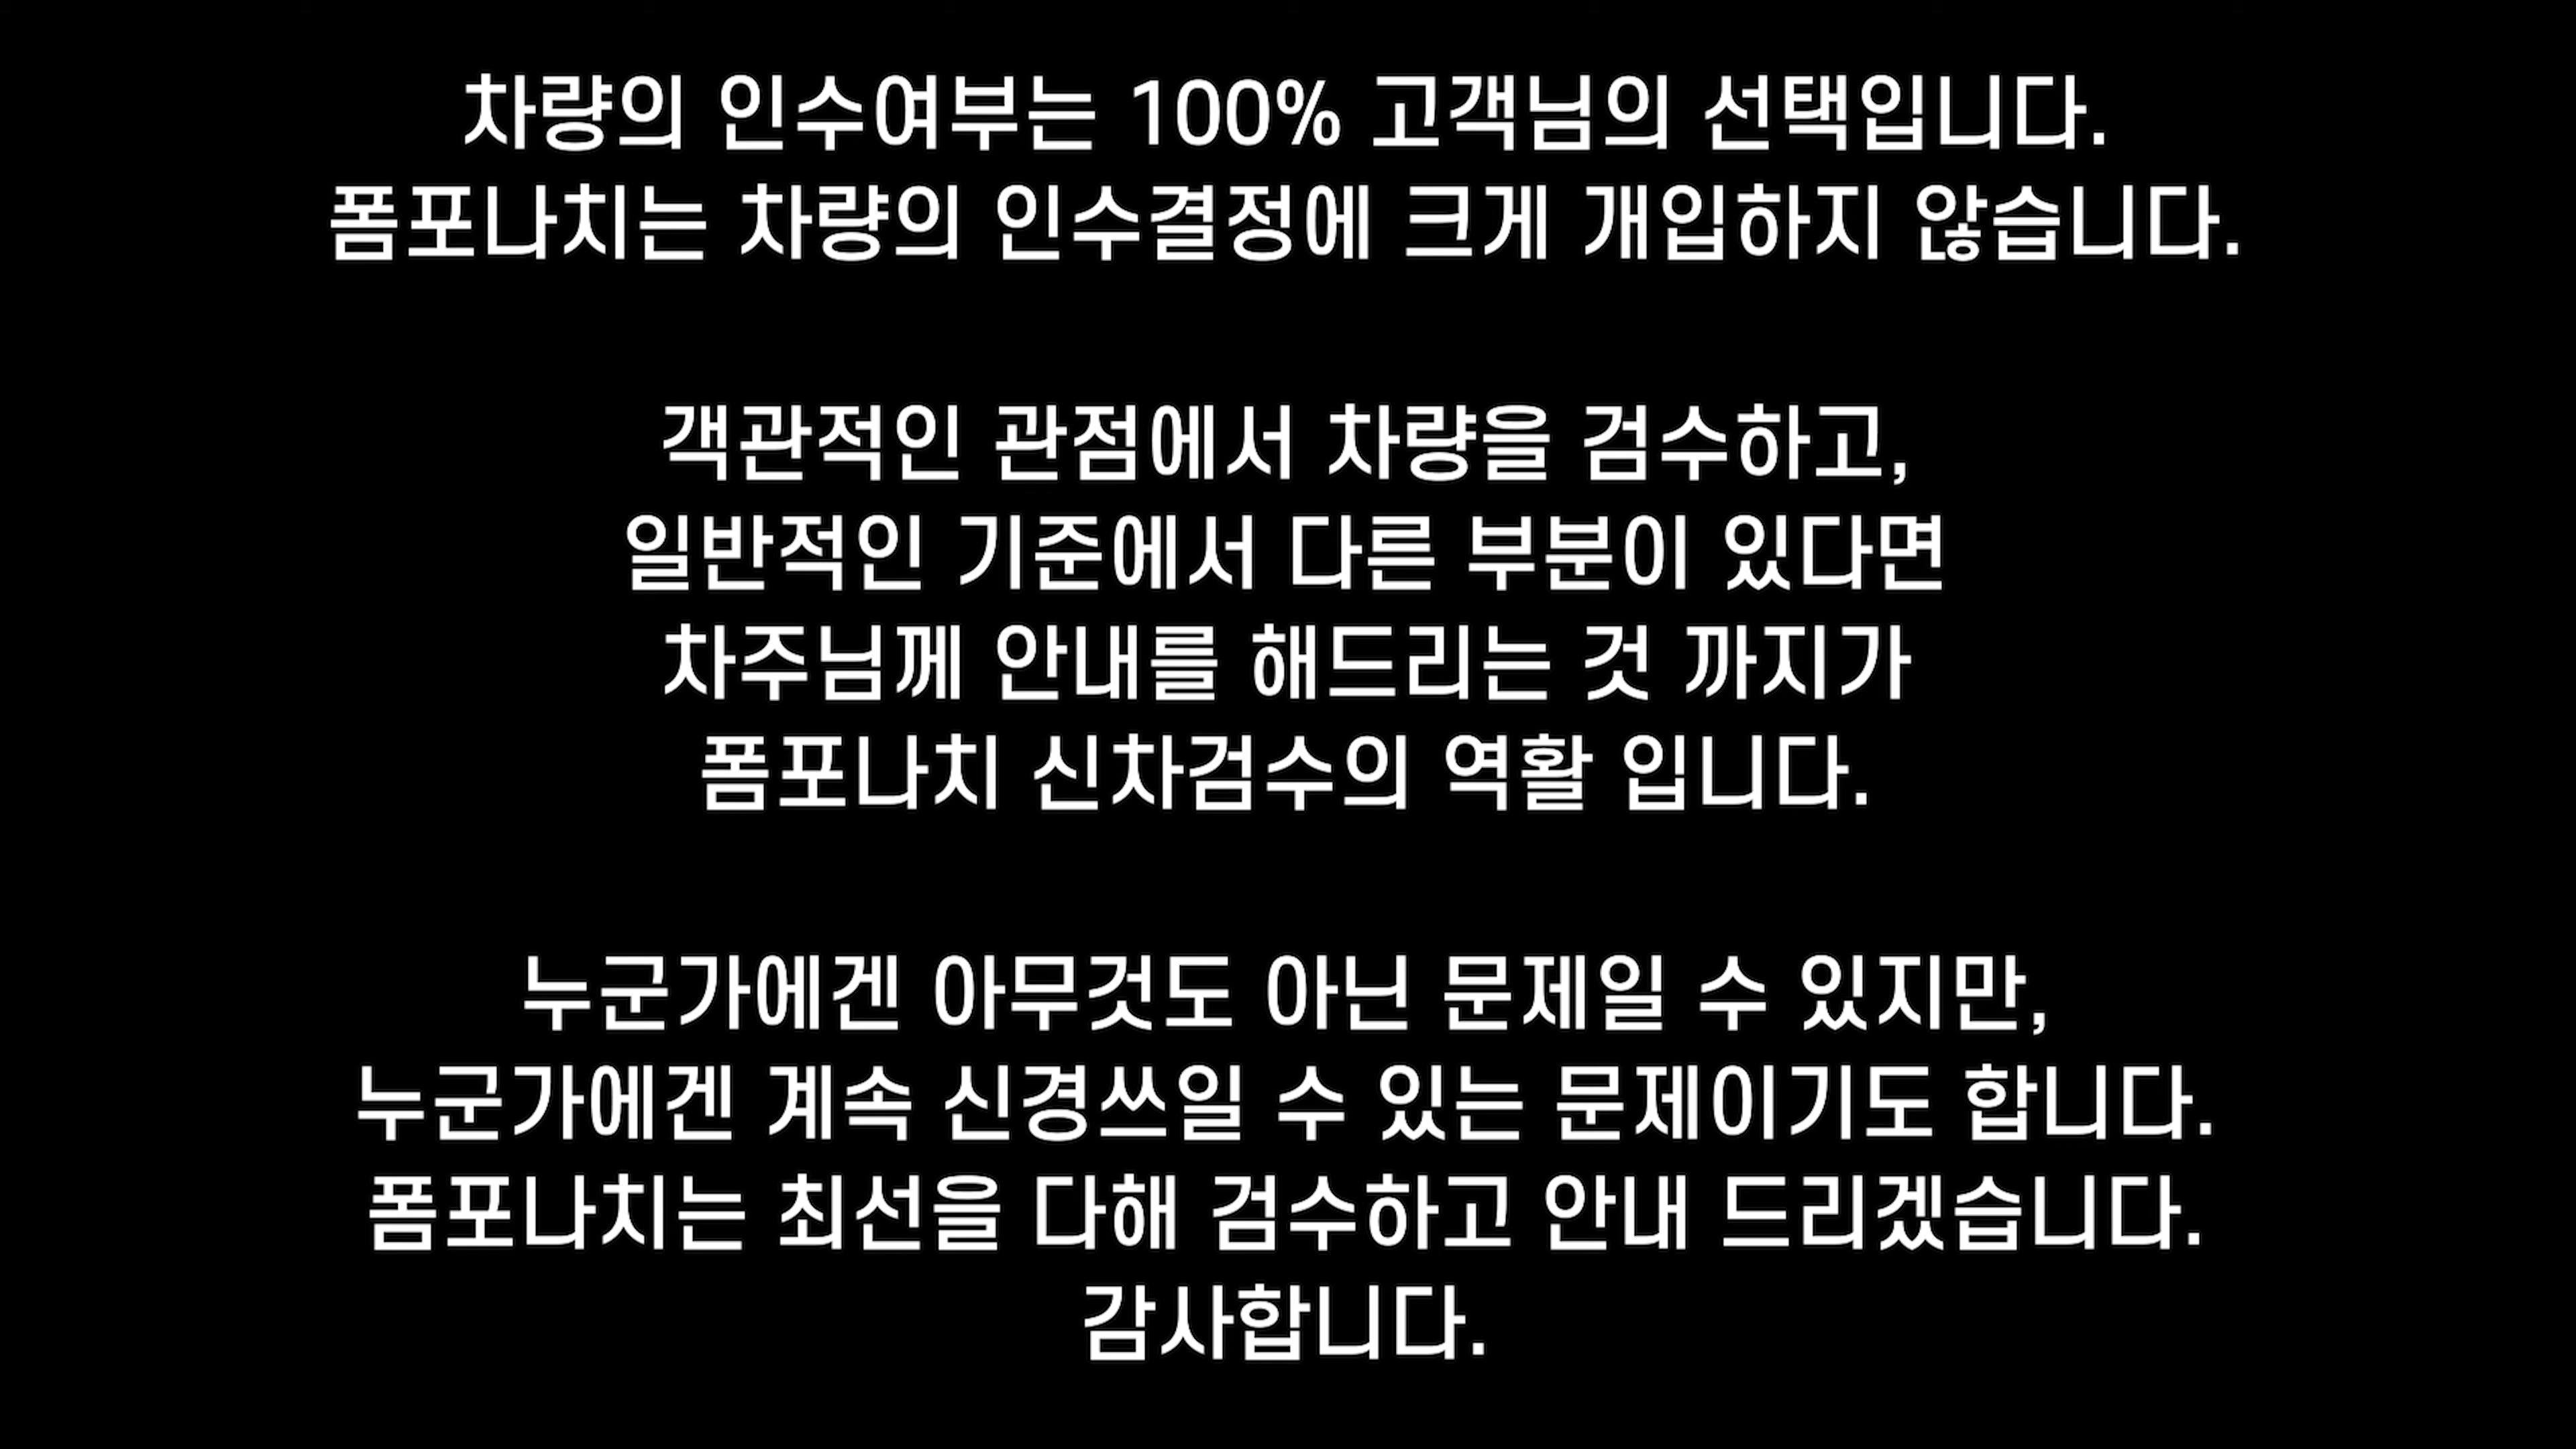 차량의 인수여부는 100% 고객님의 선택입니다.
폼포나치는 차량의 인수결정에 크게 개입하지 않습니다.
객관적인 관점에서 차량을 검수하고,
일반적인 기준에서 다른 부분이 있다면
차주님께 안내를 해드리는 것 까지가
폼포나치 신차검수의 역활 입니다.
누군가에겐 아무것도 아닌 문제일 수 있지만,
누군가에겐 계속 신경쓰일 수 있는 문제이기도 합니다.
폼포나치는 최선을 다해 검수하고 안내 드리겠습니다.
감사합니다.